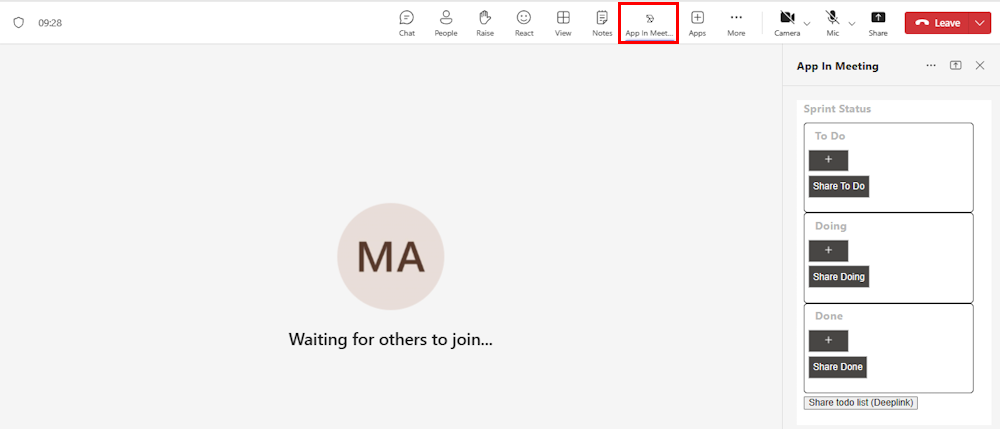 09:28
Chat
People
Raise
React
View
Notes
App In Meet...
Apps
More
Camera
Mic
Share
Leave
App In Meeting
Sprint Status
To Do
+
Share To Do
Doing
+
Share Doing
Done
+
Share Done
Share todo list (Deeplink)
MA
Waiting for others to join...